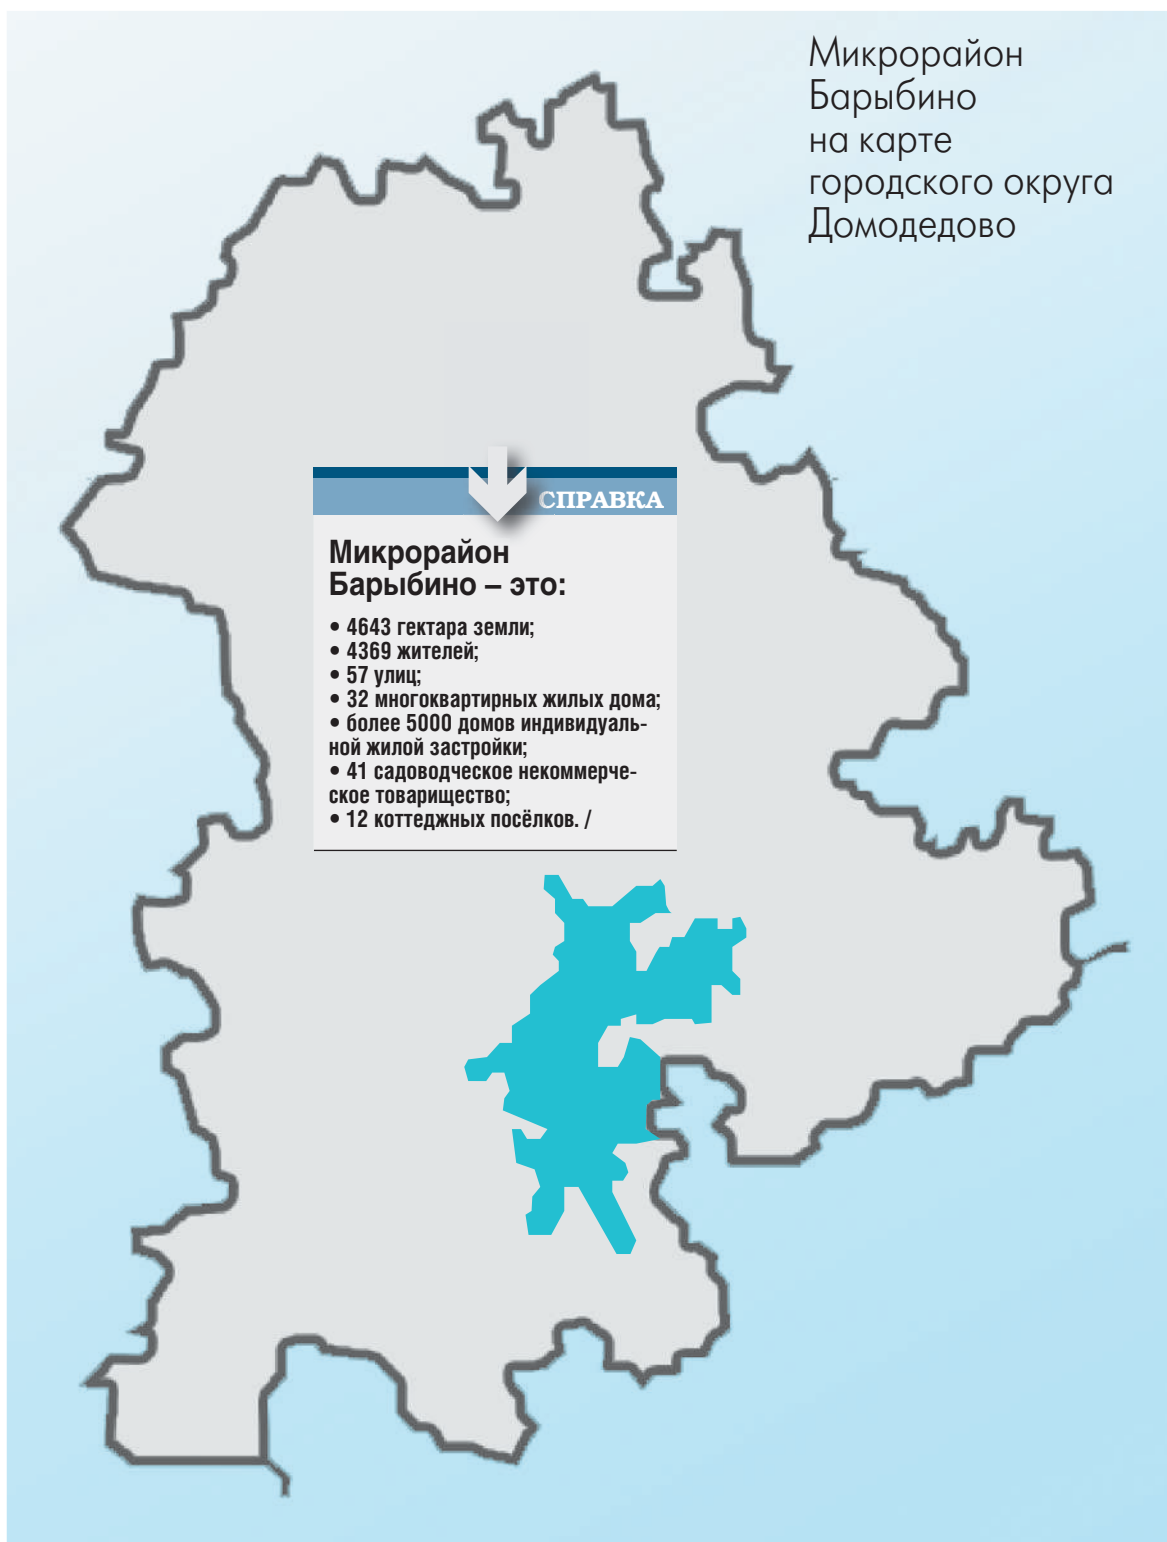 Микрорайон
Барыбино
на карте
городского округа
Домодедово
СПРАВКА
Микрорайон
Барыбино – это:
• 4643 гектара земли;
• 4369 жителей;
• 57 улиц;
• 32 многоквартирных жилых дома;
• более 5000 домов индивидуаль-
ной жилой застройки;
• 41 садоводческое некоммерче-
ское товарищество;
• 12 коттеджных посёлков. /